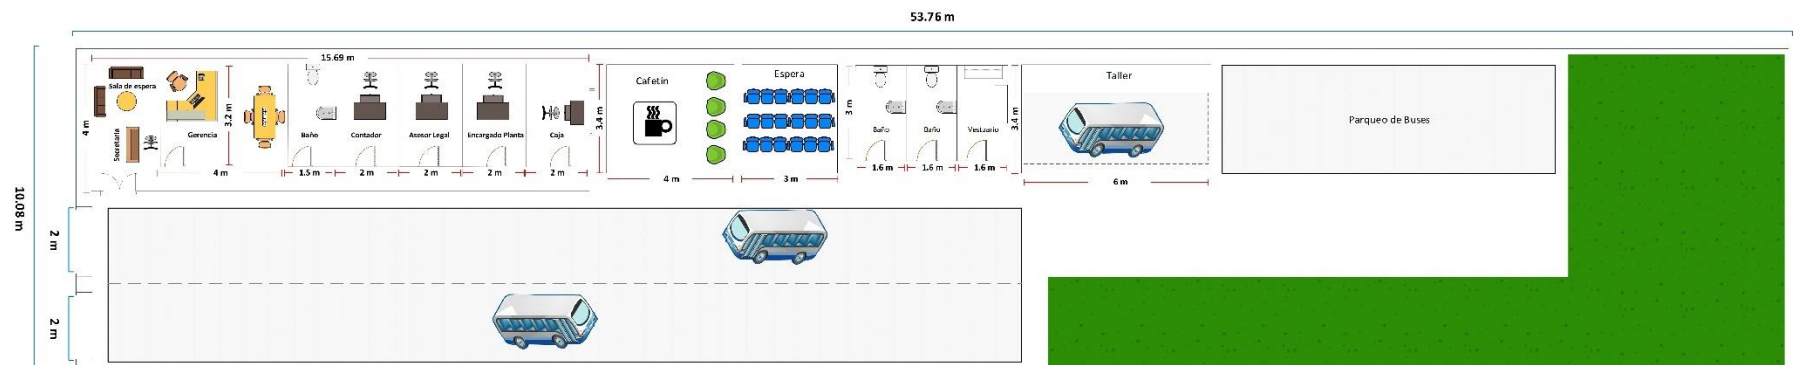 53.76 m
15.69 m
Sala de espera
4 m
Secretaria
Gerencia
3.2 m
4 m
Baño
1.5 m
Contador
2 m
Asesor Legal
2 m
Encargado Planta
2 m
Caja
2 m
3.4 m
Cafetín
4 m
Espera
3 m
3 m
Baño
1.6 m
Baño
1.6 m
Vestuario
1.6 m
3.4 m
Taller
6 m
Parqueo de Buses
10.08 m
2 m
2 m